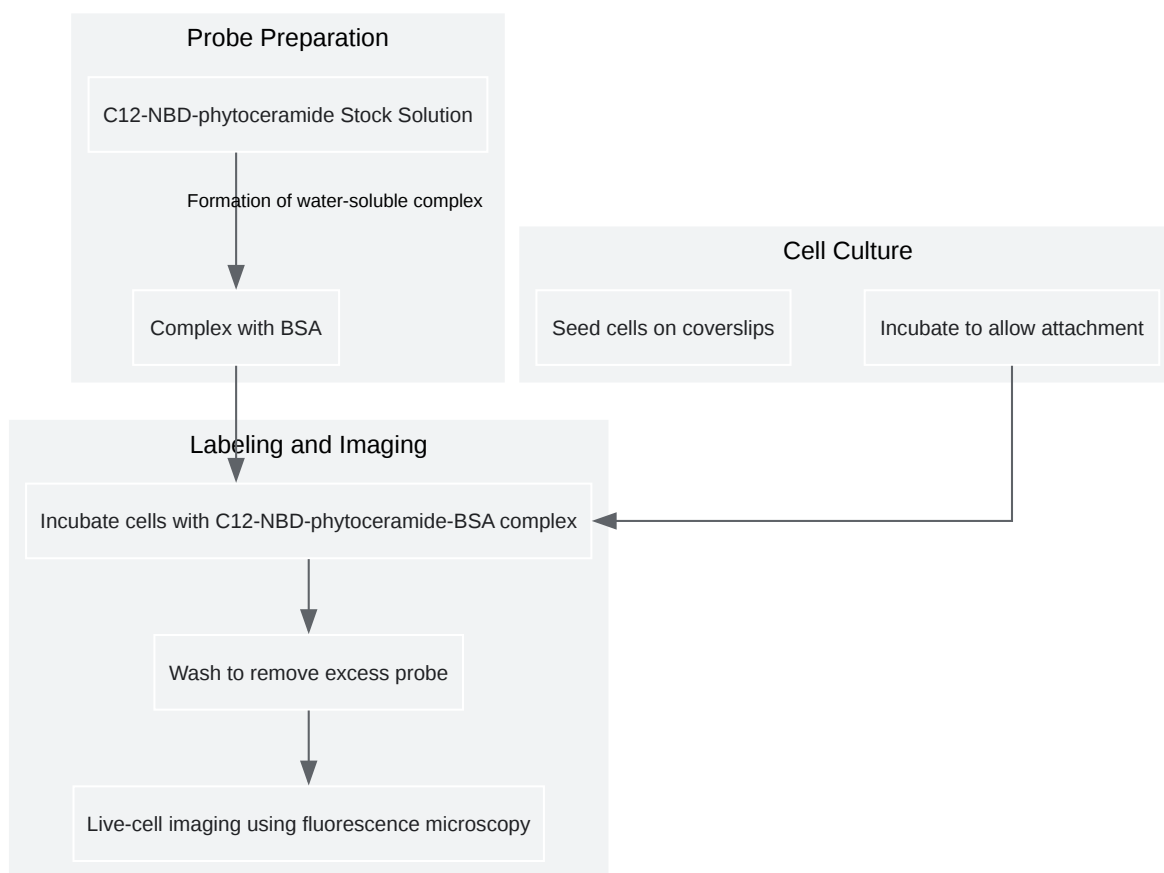 Probe Preparation
C12-NBD-phytoceramide Stock Solution
Formation of water-soluble complex
Complex with BSA
Cell Culture
Seed cells on coverslips
Incubate to allow attachment
Labeling and Imaging
Incubate cells with C12-NBD-phytoceramide-BSA complex
Wash to remove excess probe
Live-cell imaging using fluorescence microscopy